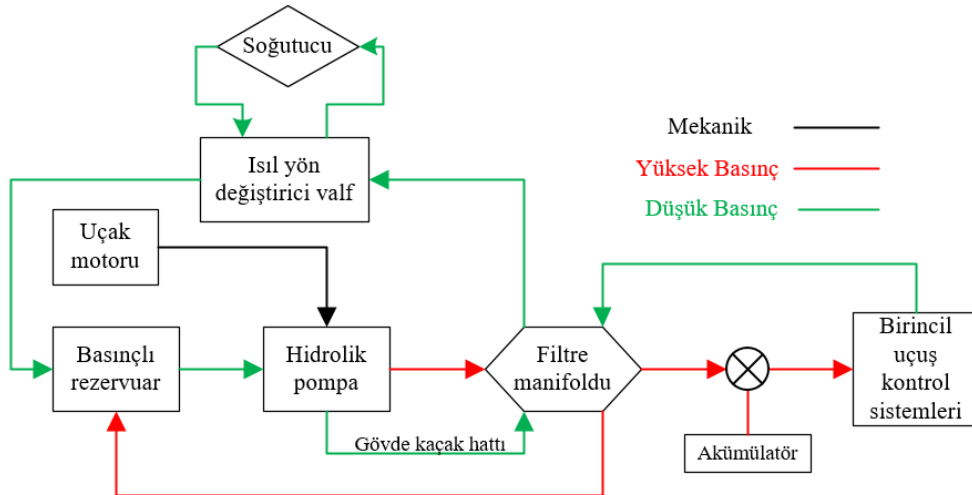 Soğutucu
Isıl yön
değiştirici valf
Mekanik
Yüksek Basınç
Düşük Basınç
Uçak
motoru
Basınçlı
rezervuar
Hidrolik
pompa
Filtre
manifoldu
Birincil
uçuş
kontrol
sistemleri
Gövde kaçak hattı
Akümülatör